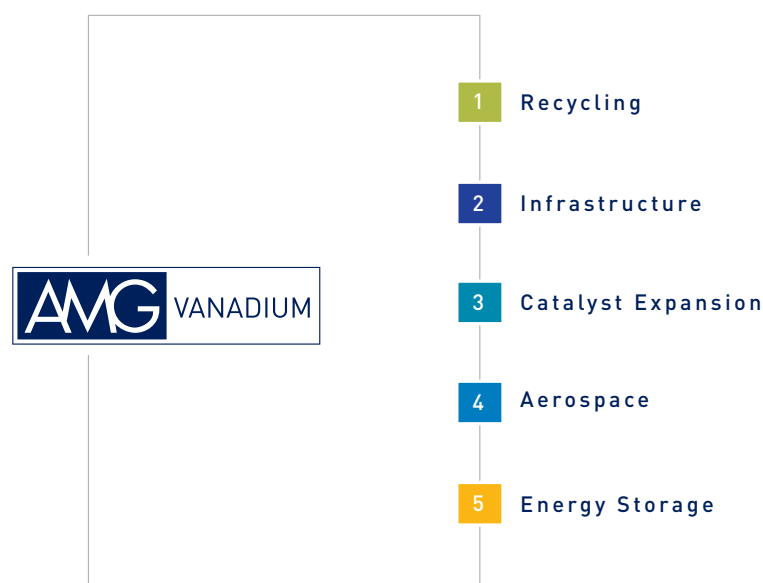 1 Recycling
2 Infrastructure
AMG VANADIUM
3 Catalyst Expansion
4 Aerospace
5 Energy Storage